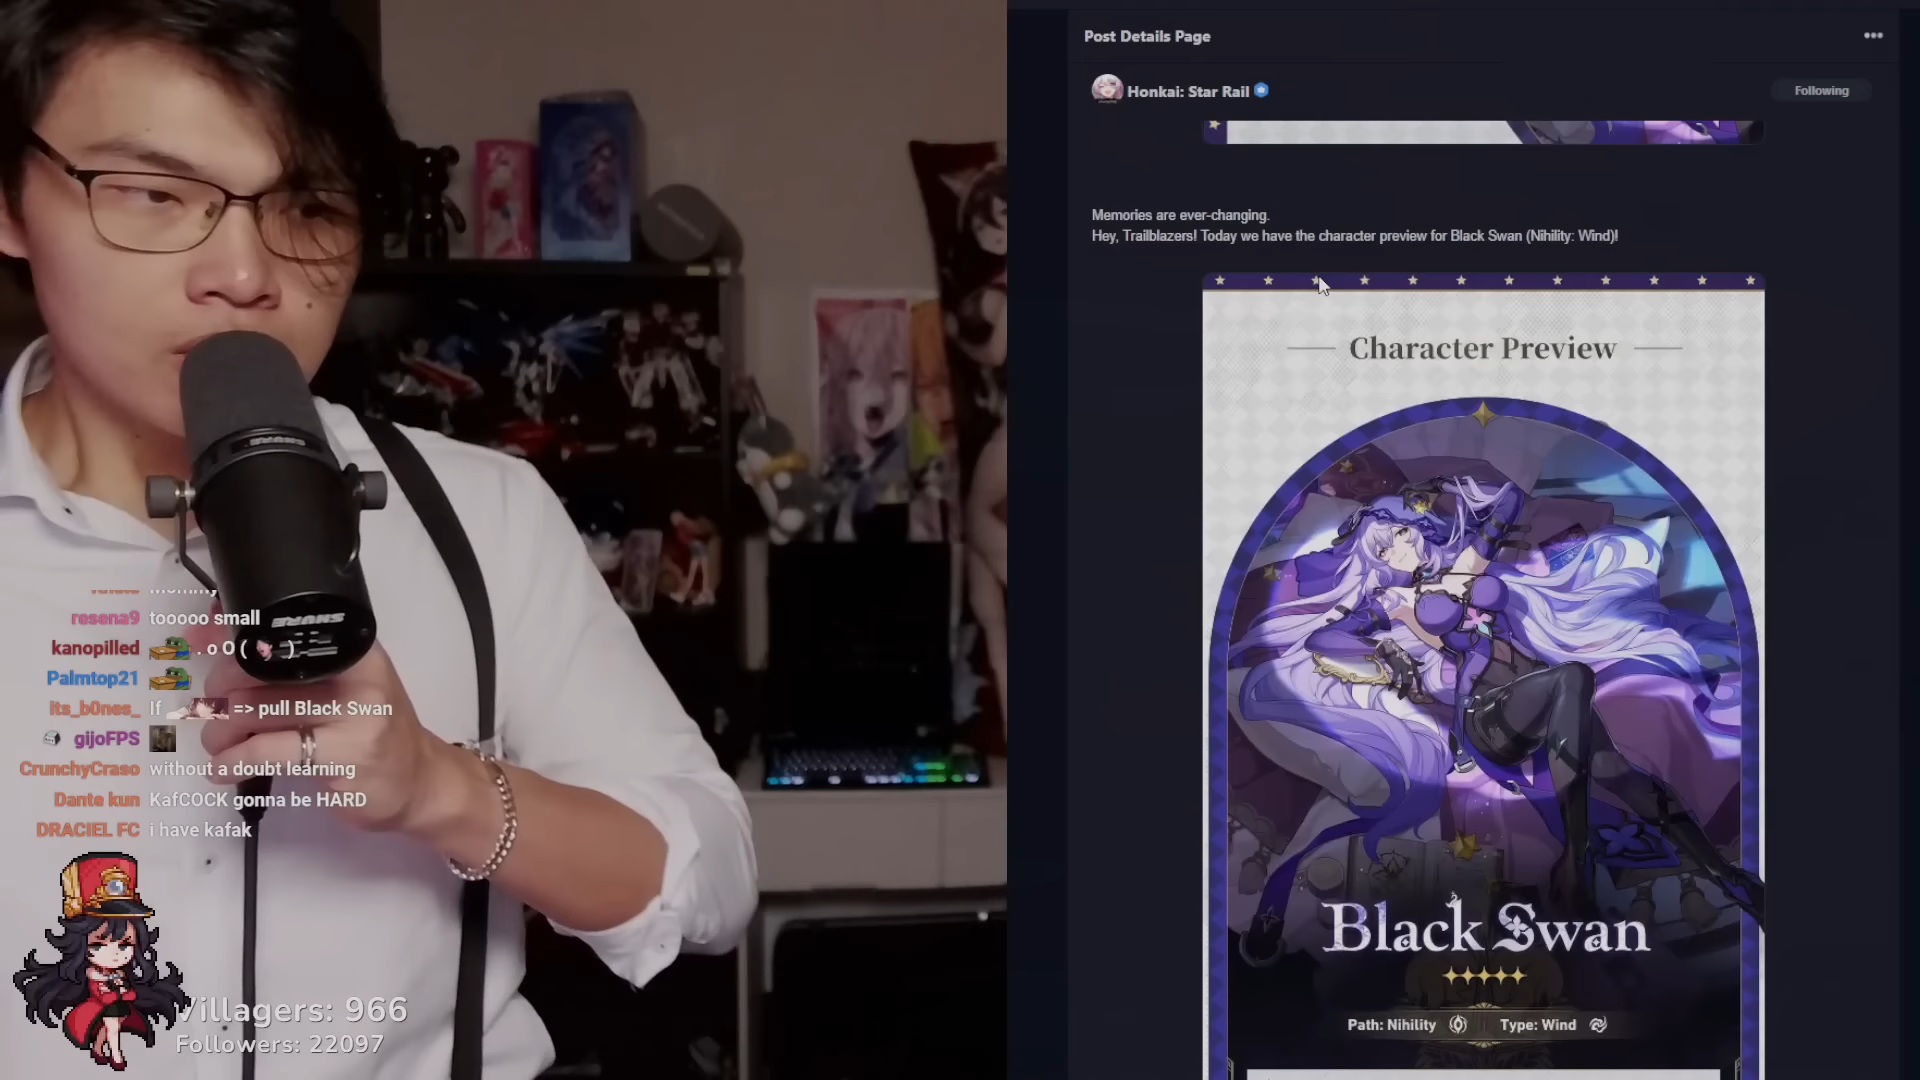 Post Details Page
Honkai: Star Rail
Following
Memories are ever-changing.
Hey, Trailblazers! Today we have the character preview for Black Swan (Nihility: Wind)!
Character Preview
Black Swan
Path: Nihility
Type: Wind
SHURE
SHURE
resena9 tooooo small
kanopilled . o O ( )
Palmtop21
its_b0nes_ If => pull Black Swan
gijoFPS
CrunchyCraso without a doubt learning
Dante kun KafCOCK gonna be HARD
DRACIEL FC i have kafak
Villagers: 966
Followers: 22097